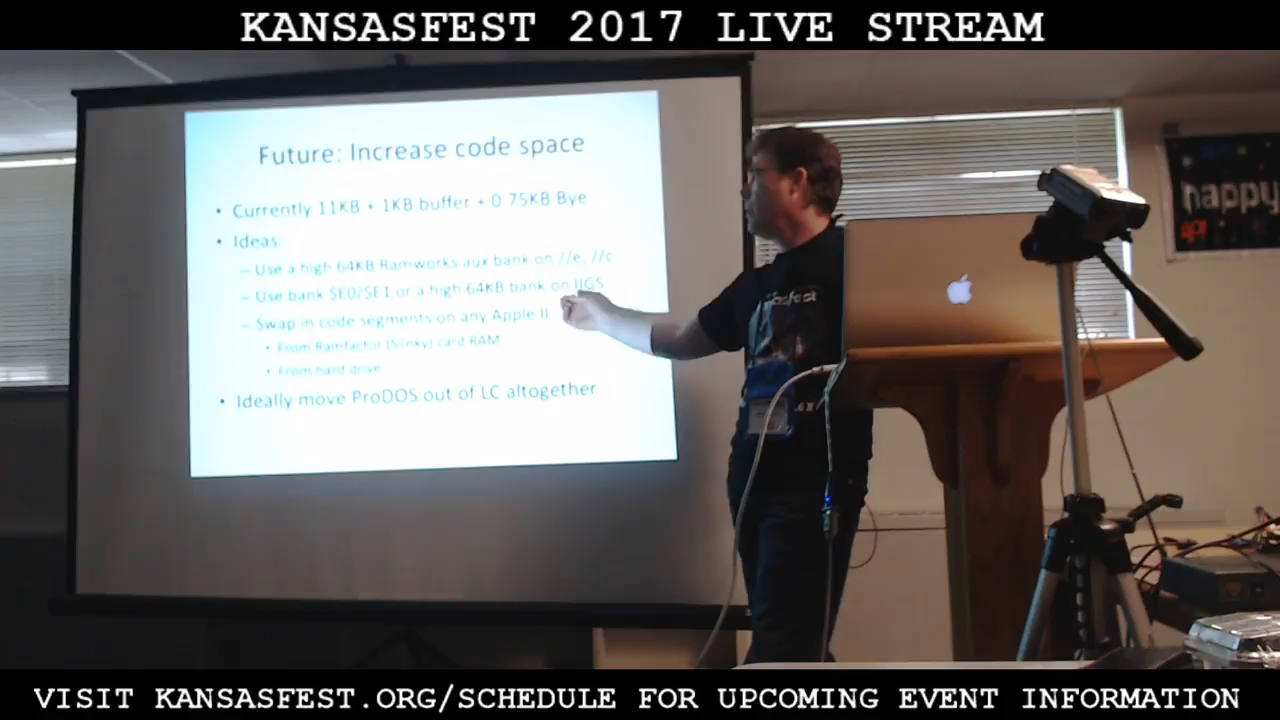 KANSASFEST 2017 LIVE STREAM
Future: Increase code space
• Currently 11KB + 1KB buffer + 0.75KB Bye
• Ideas:
– Use a high 64KB Ramworks aux bank on //e, //c
– Use bank $E0/$E1 or a high 64KB bank on IIGS
– Swap in code segments on any Apple II
• From Ramfactor (Slinky) card RAM
• From hard drive
• Ideally move ProDOS out of LC altogether
happy
VISIT KANSASFEST.ORG/SCHEDULE FOR UPCOMING EVENT INFORMATION